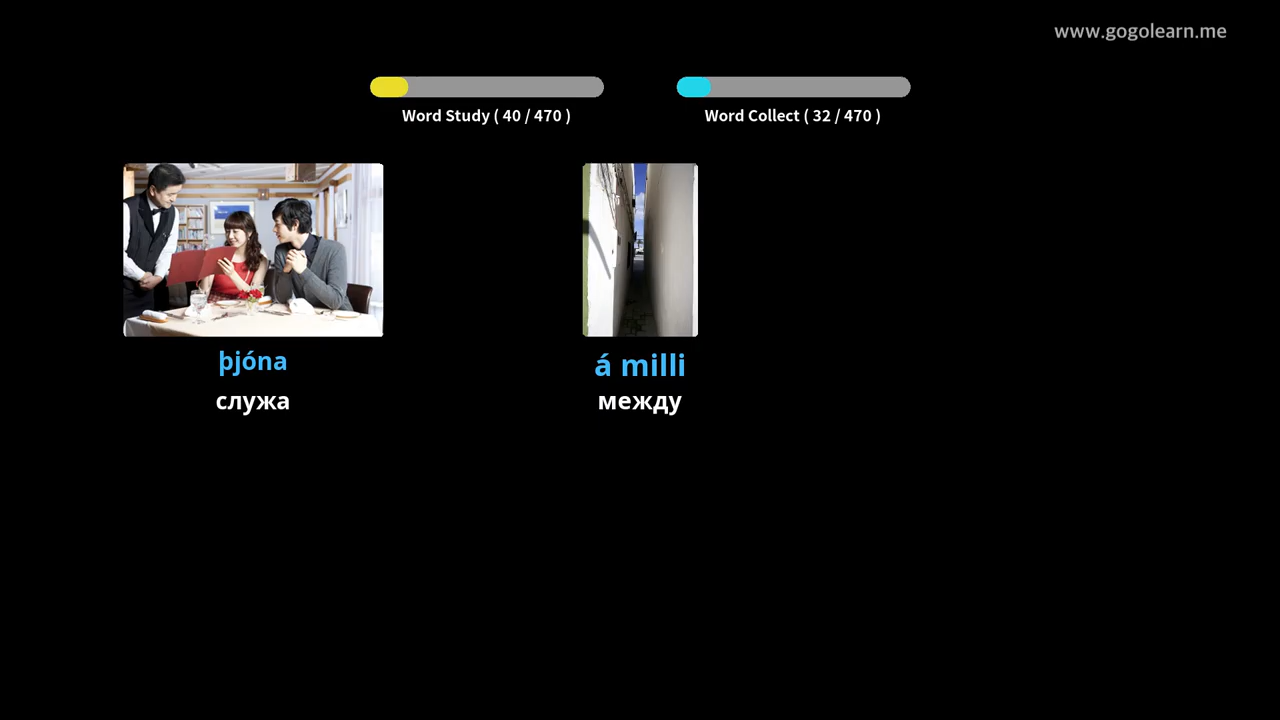 www.gogolearn.me
Word Study ( 40 / 470 )
Word Collect ( 32 / 470 )
þjóna
служа
á milli
между